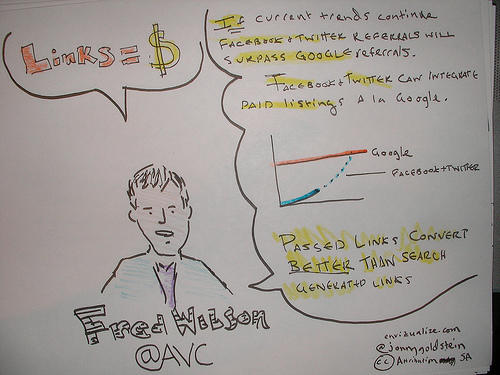 Links = $
If current trends continue
Facebook + Twitter referrals will
surpass Google referrals.
Facebook + Twitter can integrate
paid listings a la Google.
Google
Facebook + Twitter
Passed links convert
better than search
generated links
Fred Wilson
@AVC
envizualize.com
@jonnygoldstein
cc Attribution SA